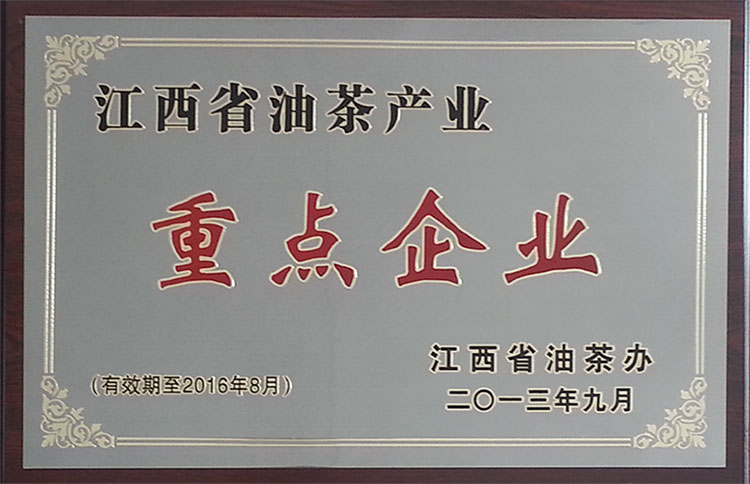 江西省油茶产业
重点企业
江西省油茶办
(有效期至2016年8月)
二〇一三年九月